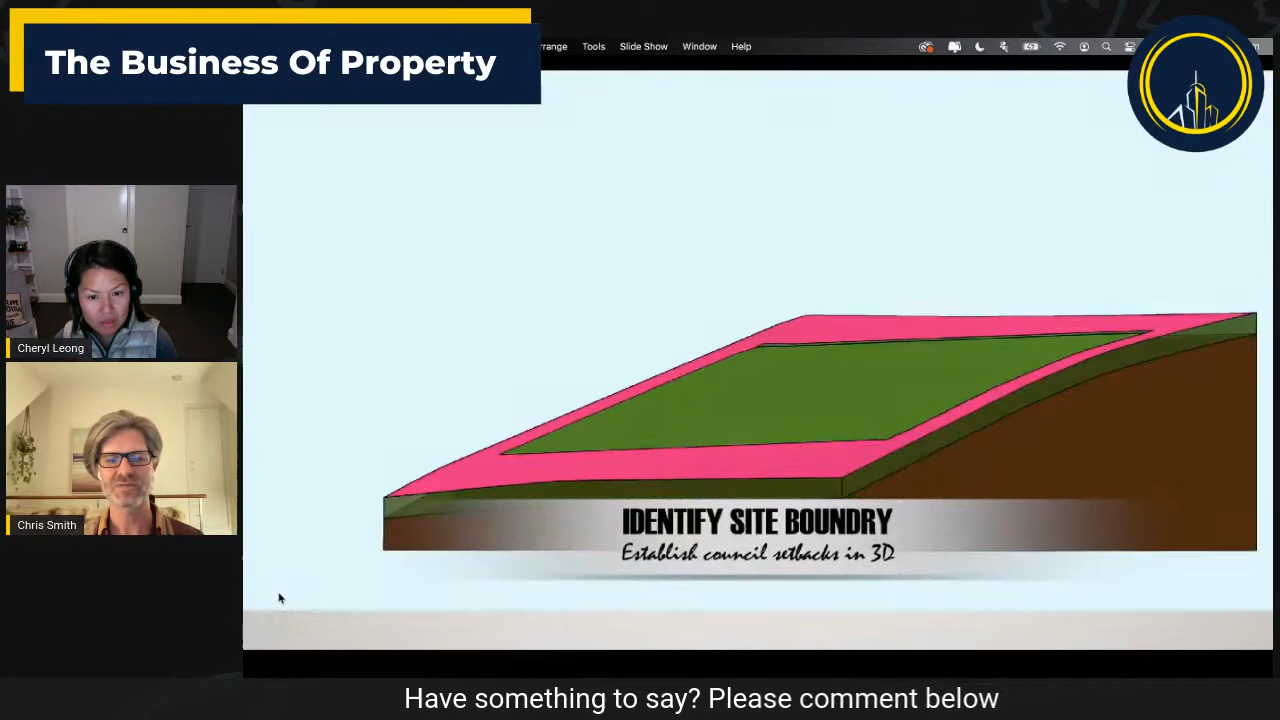 The Business Of Property
rrange Tools Slide Show Window Help
Cheryl Leong
Chris Smith
IDENTIFY SITE BOUNDRY
Establish council setbacks in 3D
Have something to say? Please comment below